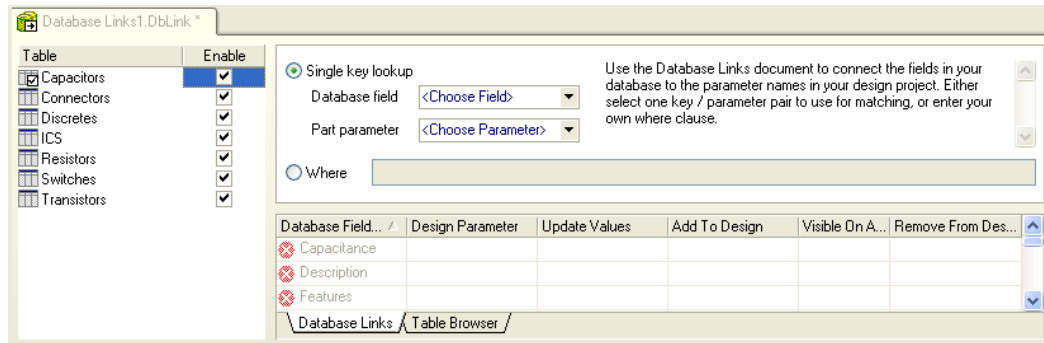 Database Links1.DbLink *
Table Enable
Capacitors
Connectors
Discretes
ICS
Resistors
Switches
Transistors
Single key lookup
Database field <Choose Field>
Part parameter <Choose Parameter>
Where
Use the Database Links document to connect the fields in your
database to the parameter names in your design project. Either
select one key / parameter pair to use for matching, or enter your
own where clause.
Database Field... Design Parameter Update Values Add To Design Visible On A... Remove From Des...
Capacitance
Description
Features
Database Links Table Browser